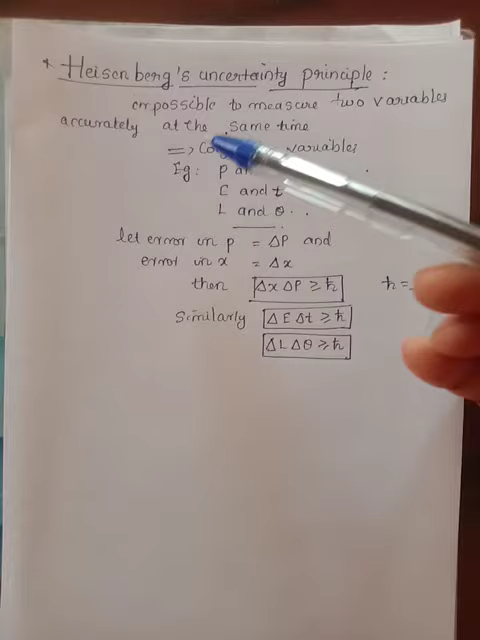 * Heisenberg's uncertainty principle :
impossible to measure two variables
accurately at the same time
=> variables
Eg: P
E and t
L and θ
let error in p = ΔP and
error in x = Δx
then Δx ΔP ≥ ħ ħ =
Similarly ΔE Δt ≥ ħ
ΔL Δθ ≥ ħ